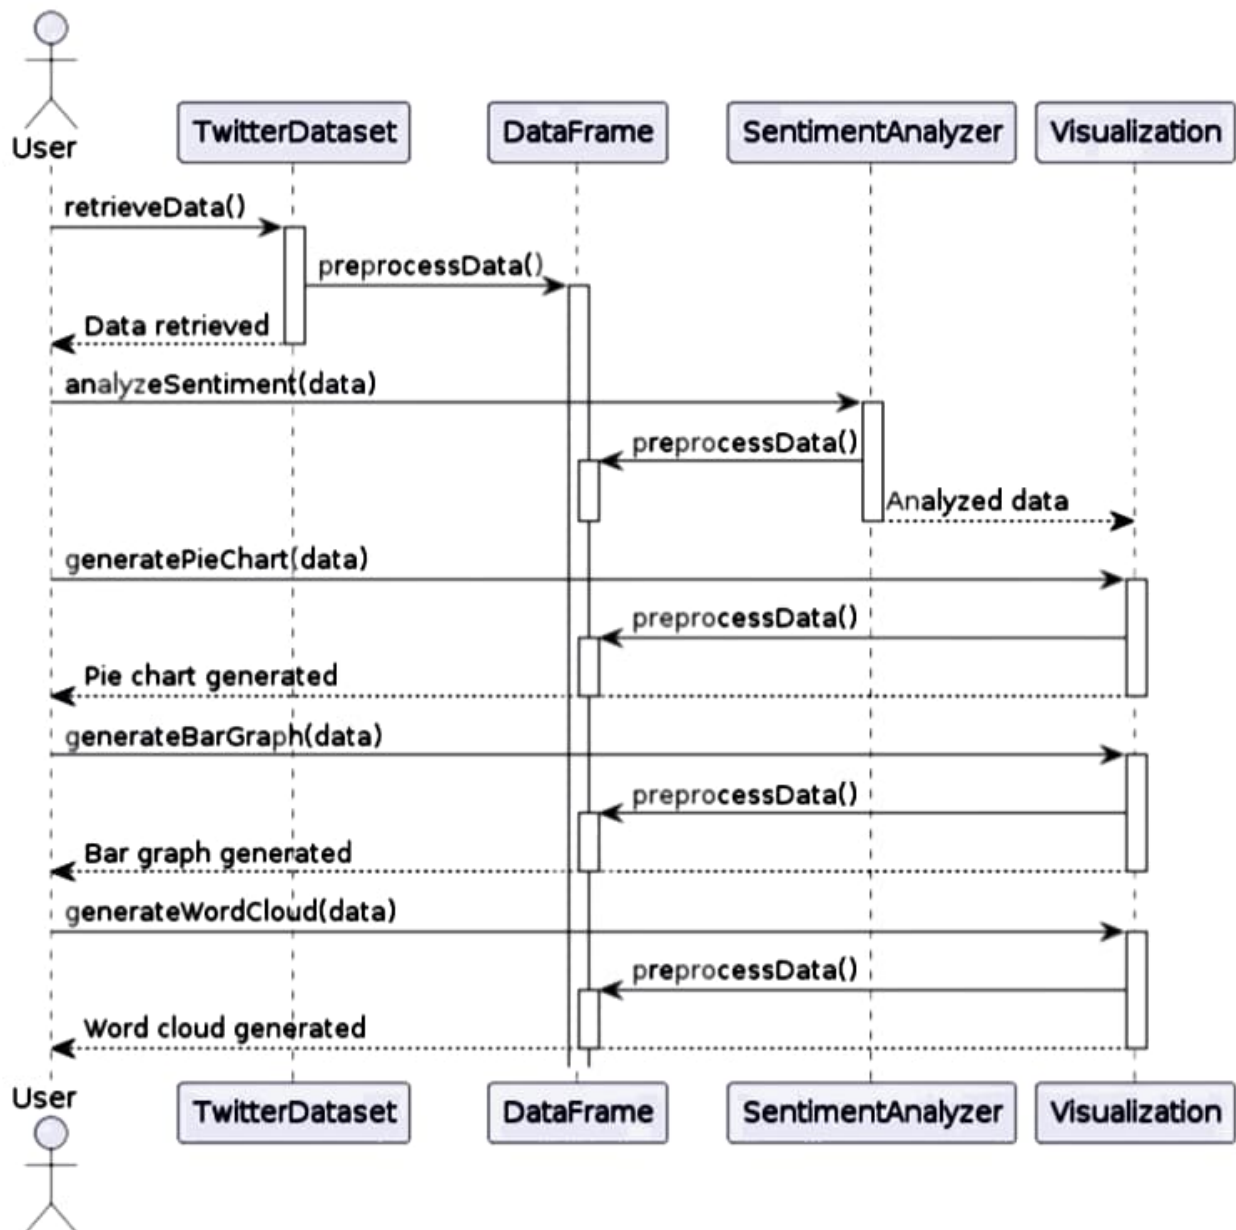 User
TwitterDataset
DataFrame
SentimentAnalyzer
Visualization
retrieveData()
preprocessData()
Data retrieved
analyzeSentiment(data)
preprocessData()
Analyzed data
generatePieChart(data)
preprocessData()
Pie chart generated
generateBarGraph(data)
preprocessData()
Bar graph generated
generateWordCloud(data)
preprocessData()
Word cloud generated
User
TwitterDataset
DataFrame
SentimentAnalyzer
Visualization